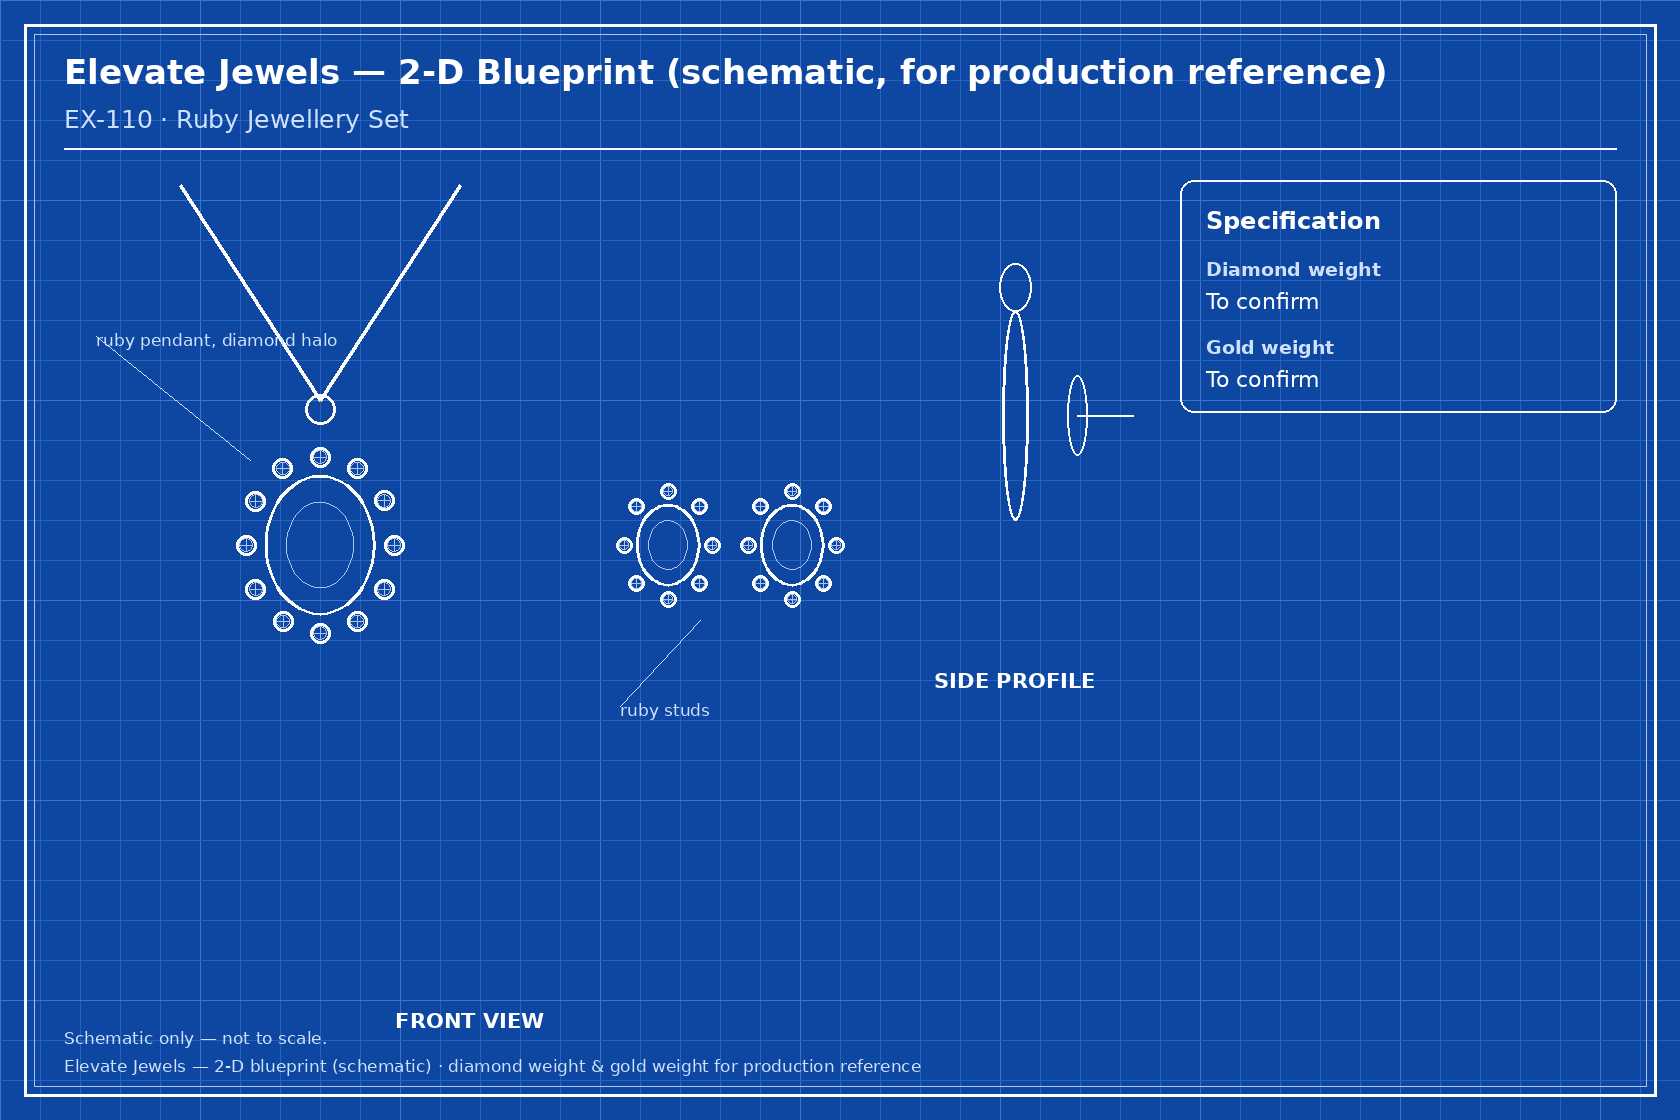 Elevate Jewels — 2-D Blueprint (schematic, for production reference)
EX-110 · Ruby Jewellery Set
Specification
Diamond weight
To confirm
Gold weight
To confirm
ruby pendant, diamond halo
SIDE PROFILE
ruby studs
FRONT VIEW
Schematic only — not to scale.
Elevate Jewels — 2-D blueprint (schematic) · diamond weight & gold weight for production reference